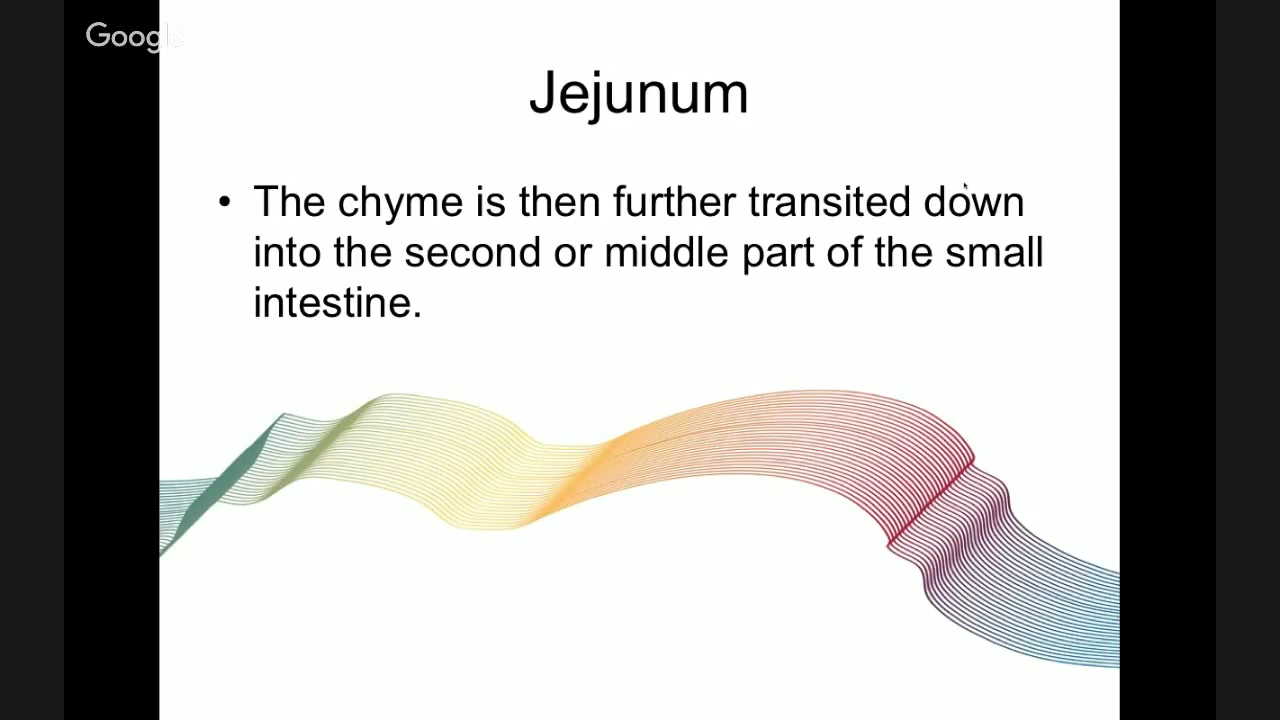 Google
Jejunum
• The chyme is then further transited down
into the second or middle part of the small
intestine.